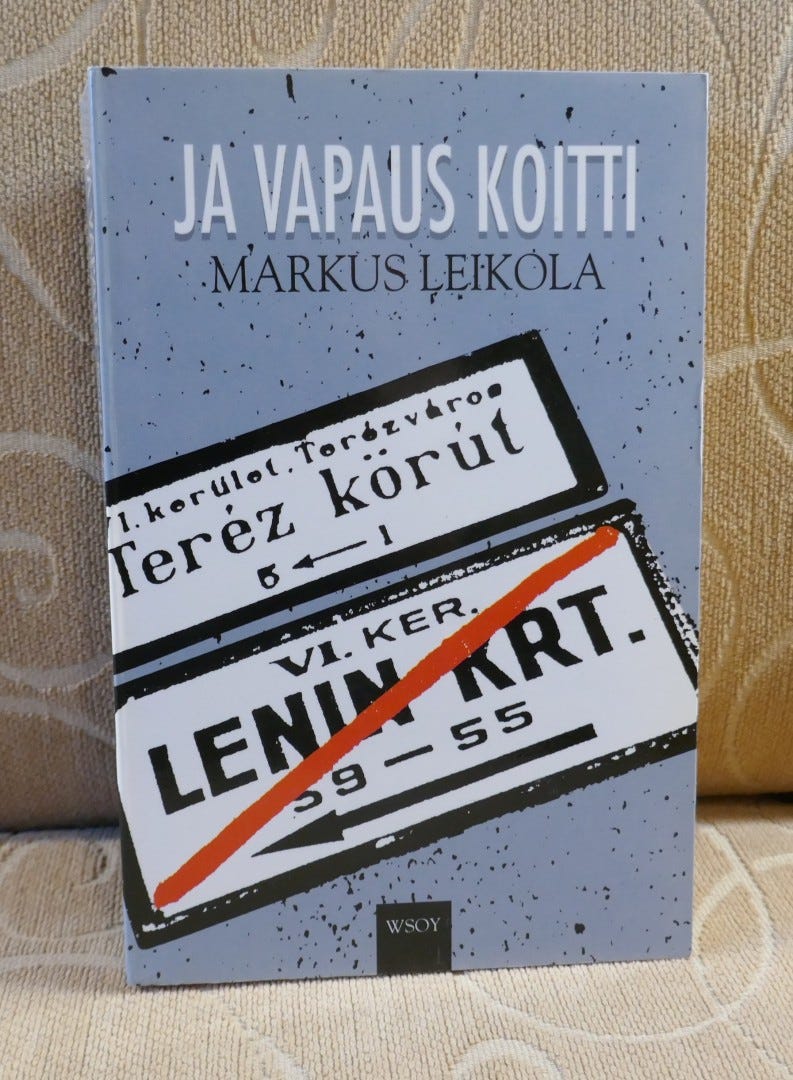 JA VAPAUS KOITTI
MARKUS LEIKOLA
VI. kerület. Terézváros
Teréz körút
5 ← 1
VI. KER.
LENIN KRT.
59 — 55
WSOY